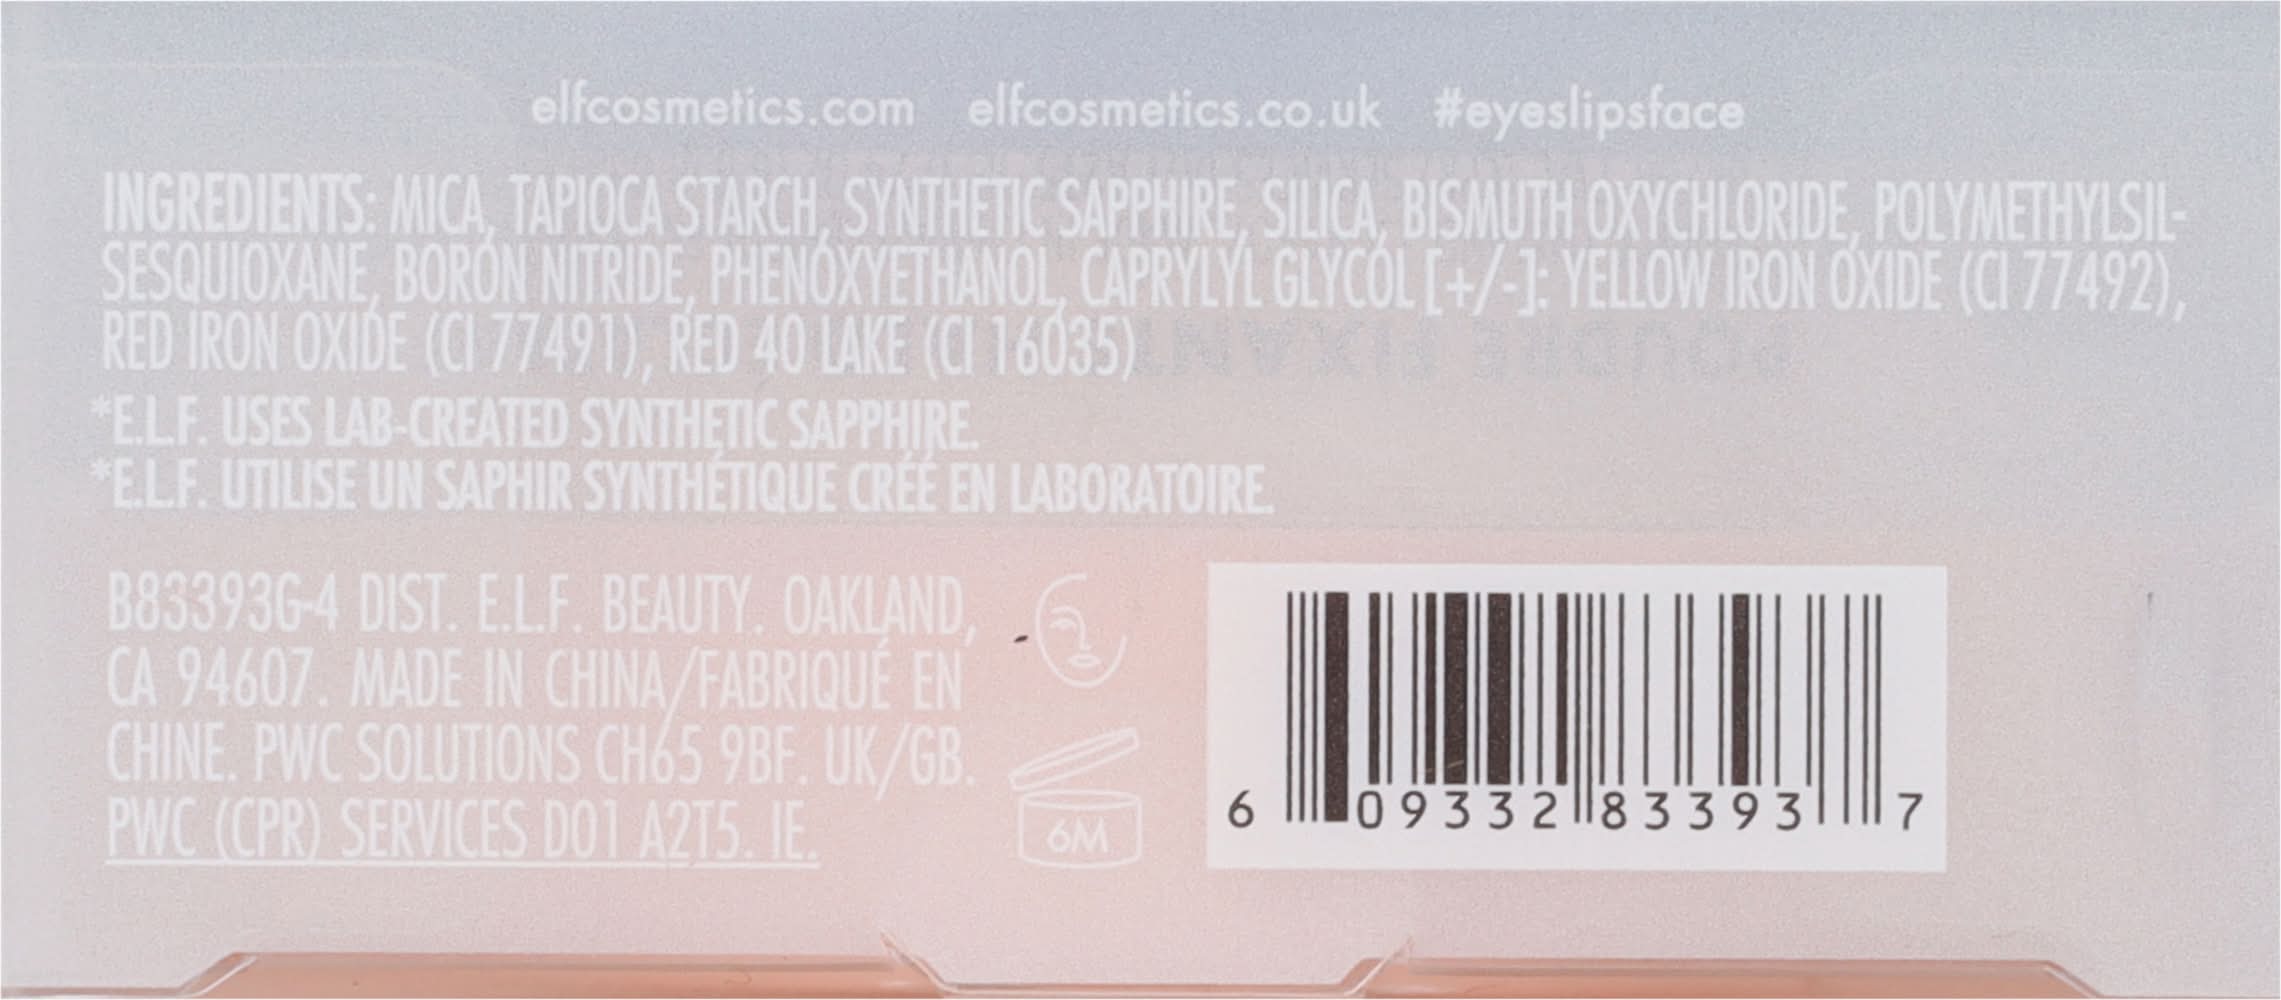 elfcosmetics.com elfcosmetics.co.uk #eyeslipsface
INGREDIENTS: MICA, TAPIOCA STARCH, SYNTHETIC SAPPHIRE, SILICA, BISMUTH OXYCHLORIDE, POLYMETHYLSIL-
SESQUIOXANE, BORON NITRIDE, PHENOXYETHANOL, CAPRYLYL GLYCOL [+/-]: YELLOW IRON OXIDE (CI 77492),
RED IRON OXIDE (CI 77491), RED 40 LAKE (CI 16035)
POUDRE FIXANT
*E.L.F. USES LAB-CREATED SYNTHETIC SAPPHIRE.
*E.L.F. UTILISE UN SAPHIR SYNTHÉTIQUE CRÉÉ EN LABORATOIRE.
B83393G-4 DIST. E.L.F. BEAUTY. OAKLAND,
CA 94607. MADE IN CHINA/FABRIQUÉ EN
CHINE. PWC SOLUTIONS CH65 9BF. UK/GB.
PWC (CPR) SERVICES D01 A2T5. IE.
6M
6 09332 83393 7